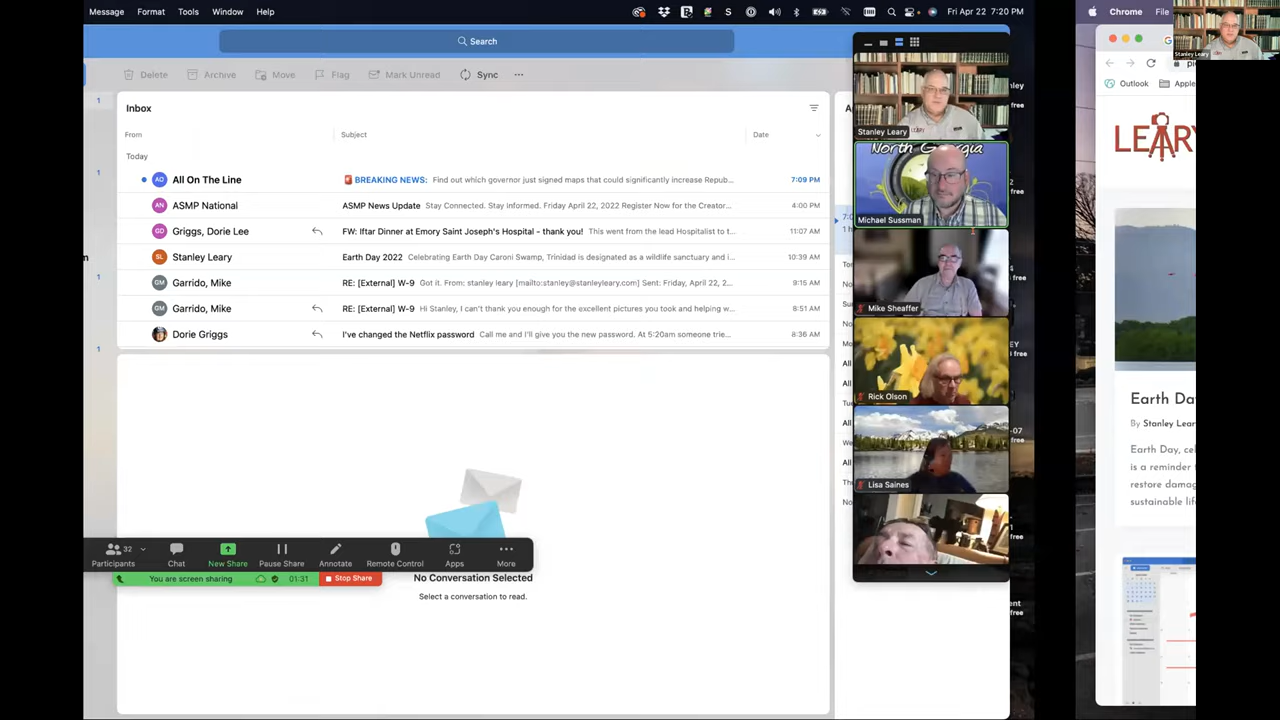 Message Format Tools Window Help
Fri Apr 22 7:20 PM
Search
Delete Archive Move Flag Mark Unread Sync
Inbox
From Subject Date
Today
All On The Line BREAKING NEWS: Find out which governor just signed maps that could significantly increase Repub... 7:09 PM
ASMP National ASMP News Update Stay Connected. Stay Informed. Friday April 22, 2022 Register Now for the Creator... 4:00 PM
Griggs, Dorie Lee FW: Iftar Dinner at Emory Saint Joseph's Hospital - thank you! This went from the lead Hospitalist to t... 11:07 AM
Stanley Leary Earth Day 2022 Celebrating Earth Day Caroni Swamp, Trinidad is designated as a wildlife sanctuary and i... 10:39 AM
Garrido, Mike RE: [External] W-9 Got it. From: stanley leary [mailto:stanley@stanleyleary.com] Sent: Friday, April 22, 2... 9:15 AM
Garrido, Mike RE: [External] W-9 Hi Stanley, I can't thank you enough for the excellent pictures you took and helping w... 8:51 AM
Dorie Griggs I've changed the Netflix password Call me and I'll give you the new password. At 5:20am someone trie... 8:36 AM
No Conversation Selected
Select a conversation to read.
32
Participants Chat New Share Pause Share Annotate Remote Control Apps More
You are screen sharing 01:31 Stop Share
Stanley Leary
North Georgia
Michael Sussman
Mike Sheaffer
Rick Olson
Lisa Saines
Chrome File
Stanley Leary
Outlook Apple
LEARY
Earth Da
By Stanley Lear
Earth Day, cel
is a reminder t
restore damag
sustainable life